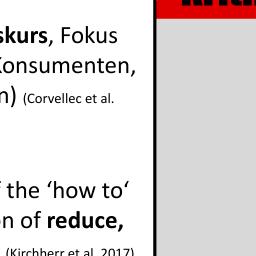 skurs, Fokus
Konsumenten,
n) (Corvellec et al.
f the ‘how to‘
on of reduce,
(Kirchherr et al. 2017)